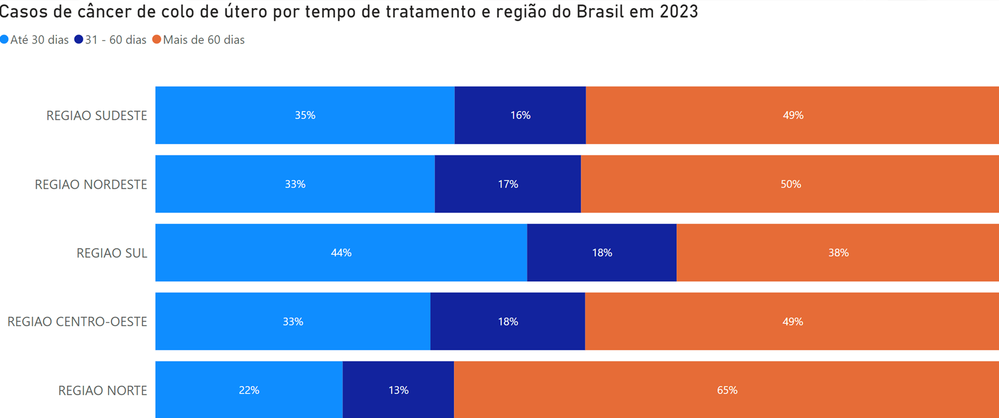 Casos de câncer de colo de útero por tempo de tratamento e região do Brasil em 2023
Até 30 dias 31 - 60 dias Mais de 60 dias
REGIAO SUDESTE 35% 16% 49%
REGIAO NORDESTE 33% 17% 50%
REGIAO SUL 44% 18% 38%
REGIAO CENTRO-OESTE 33% 18% 49%
REGIAO NORTE 22% 13% 65%